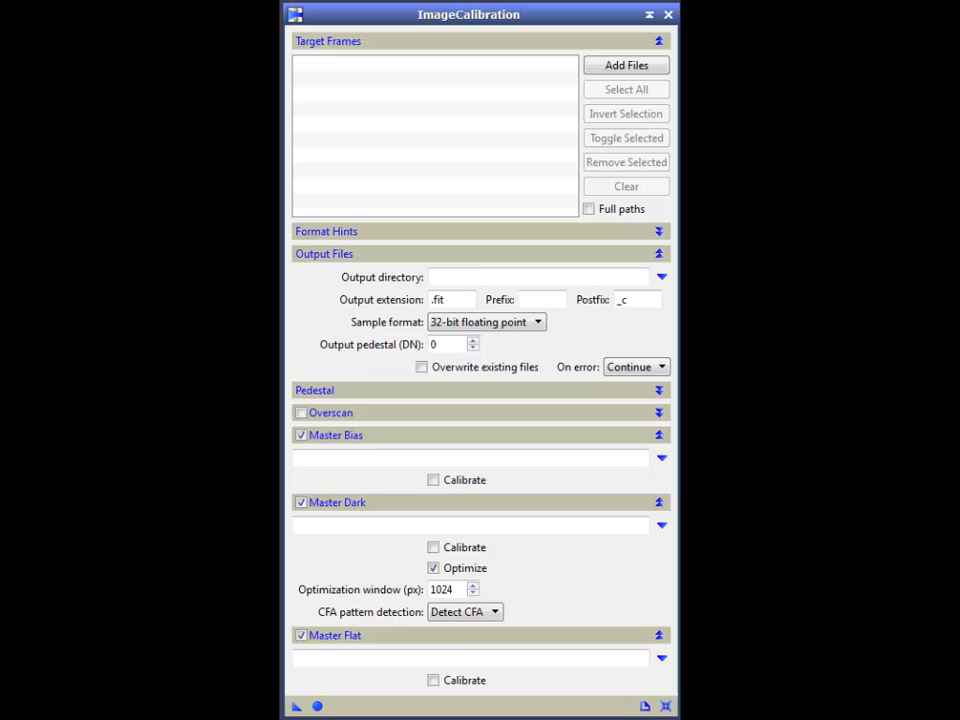 ImageCalibration
Target Frames
Add Files
Select All
Invert Selection
Toggle Selected
Remove Selected
Clear
Full paths
Format Hints
Output Files
Output directory:
Output extension: .fit Prefix: Postfix: _c
Sample format: 32-bit floating point
Output pedestal (DN): 0
Overwrite existing files On error: Continue
Pedestal
Overscan
Master Bias
Calibrate
Master Dark
Calibrate
Optimize
Optimization window (px): 1024
CFA pattern detection: Detect CFA
Master Flat
Calibrate